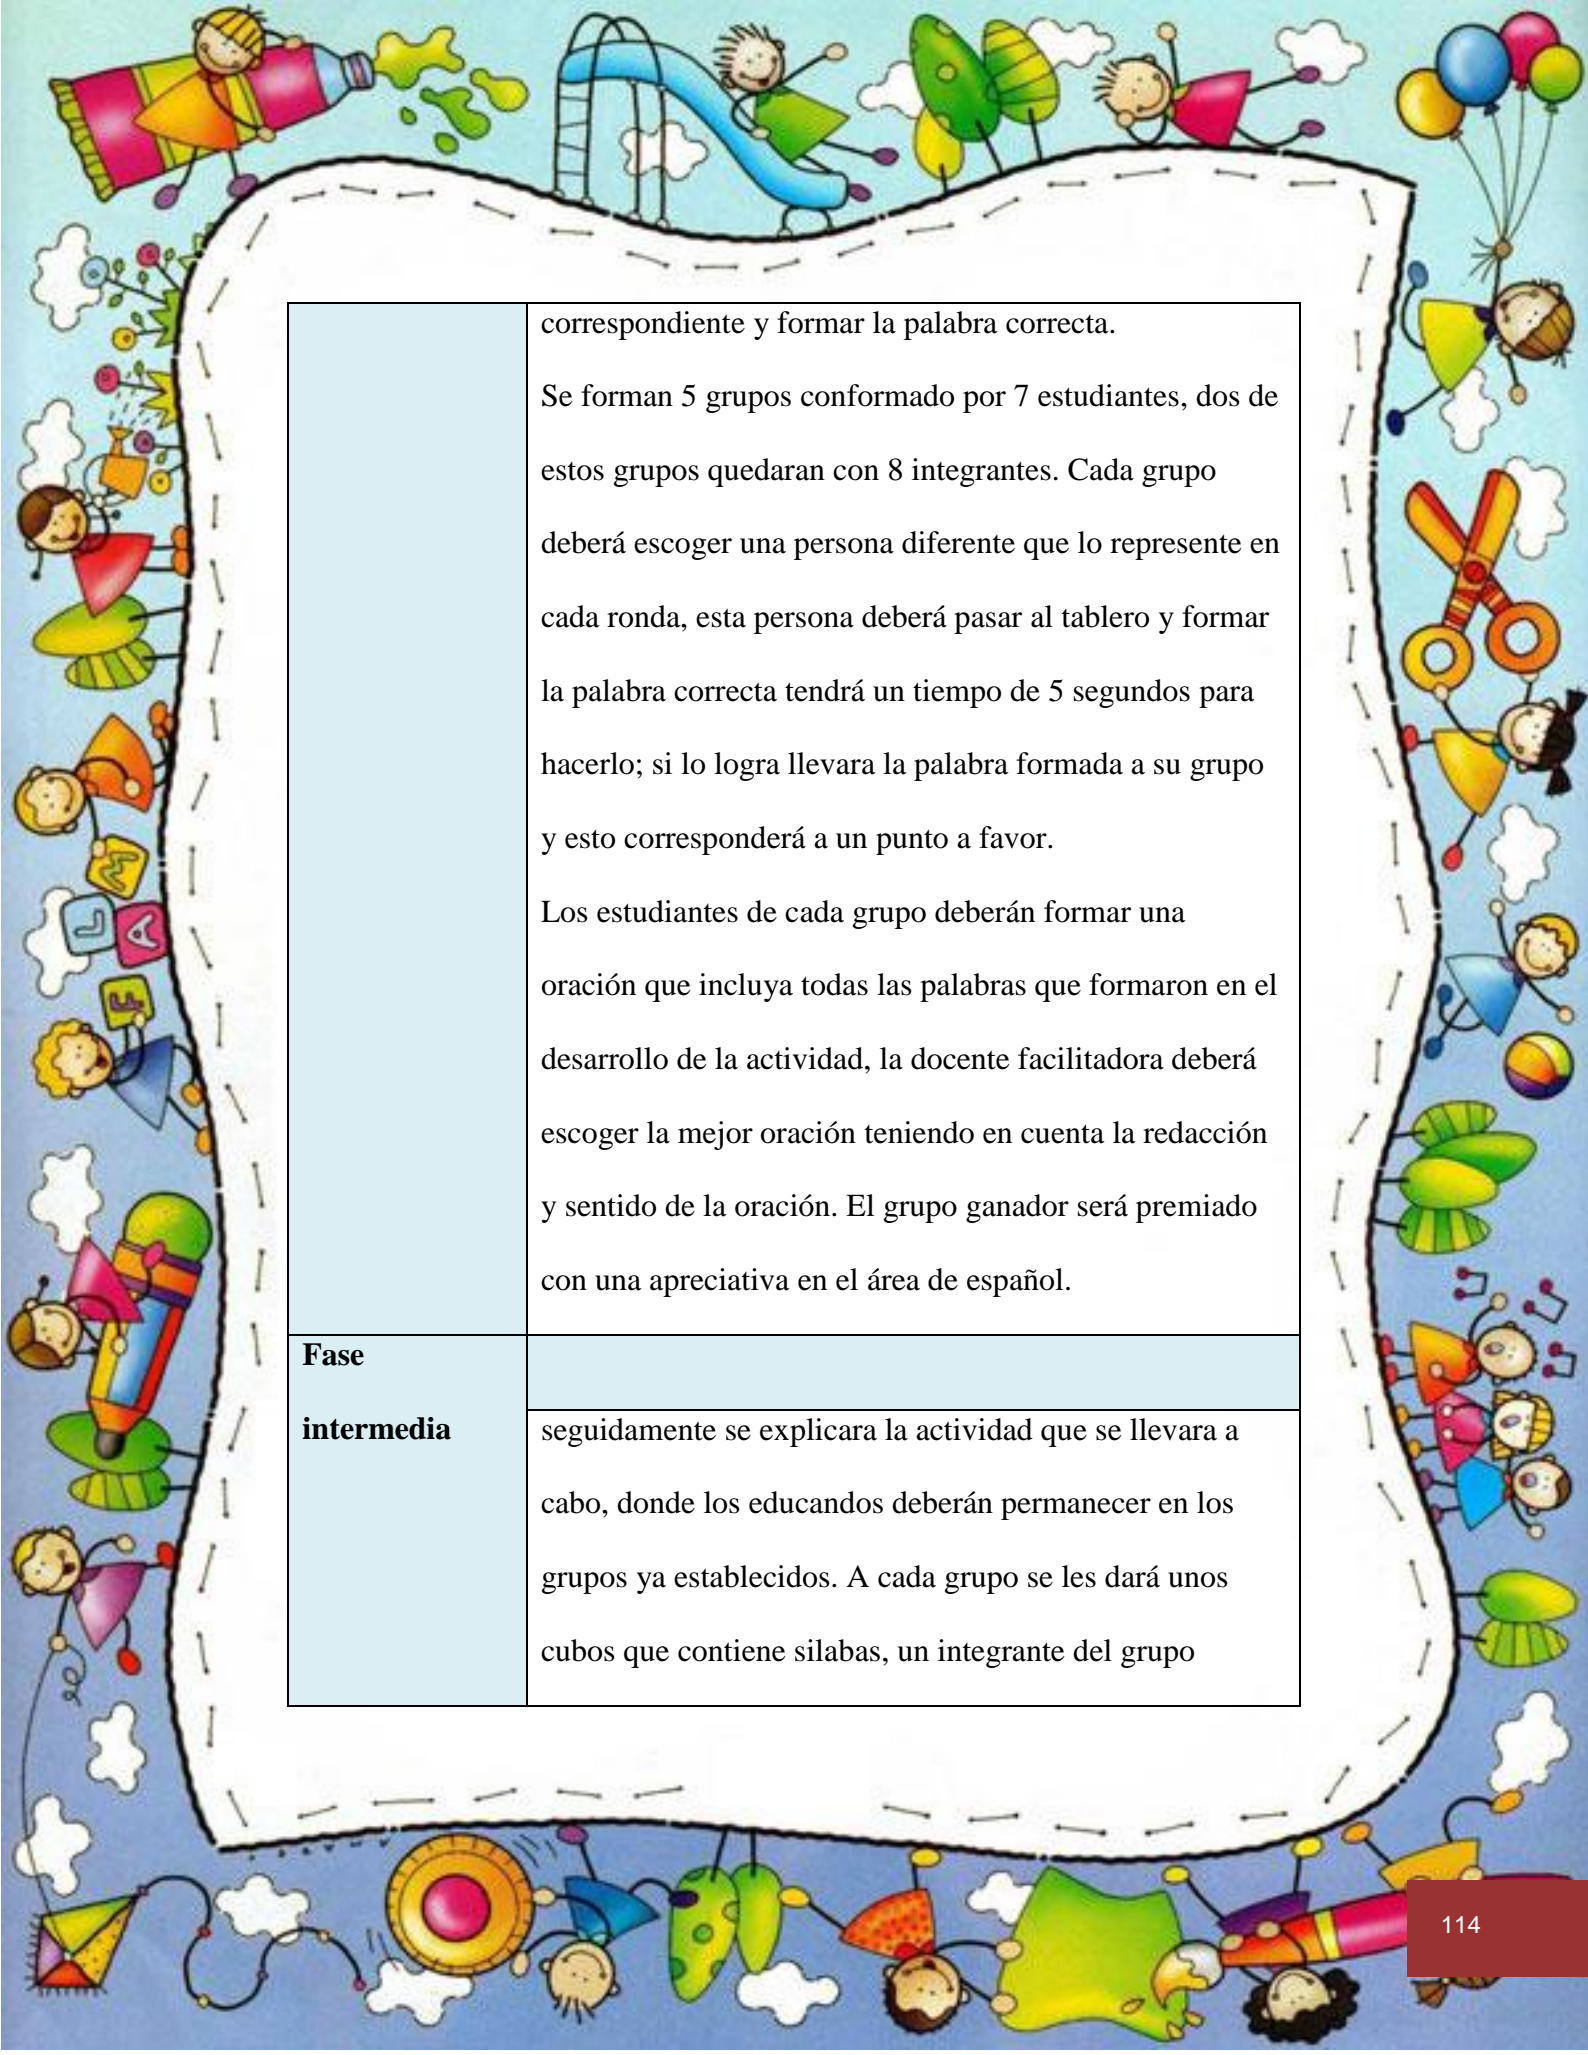 correspondiente y formar la palabra correcta.
Se forman 5 grupos conformado por 7 estudiantes, dos de
estos grupos quedaran con 8 integrantes. Cada grupo
deberá escoger una persona diferente que lo represente en
cada ronda, esta persona deberá pasar al tablero y formar
la palabra correcta tendrá un tiempo de 5 segundos para
hacerlo; si lo logra llevara la palabra formada a su grupo
y esto corresponderá a un punto a favor.
Los estudiantes de cada grupo deberán formar una
oración que incluya todas las palabras que formaron en el
desarrollo de la actividad, la docente facilitadora deberá
escoger la mejor oración teniendo en cuenta la redacción
y sentido de la oración. El grupo ganador será premiado
con una apreciativa en el área de español.
Fase
intermedia
seguidamente se explicara la actividad que se llevara a
cabo, donde los educandos deberán permanecer en los
grupos ya establecidos. A cada grupo se les dará unos
cubos que contiene silabas, un integrante del grupo
M
L
A
F
114